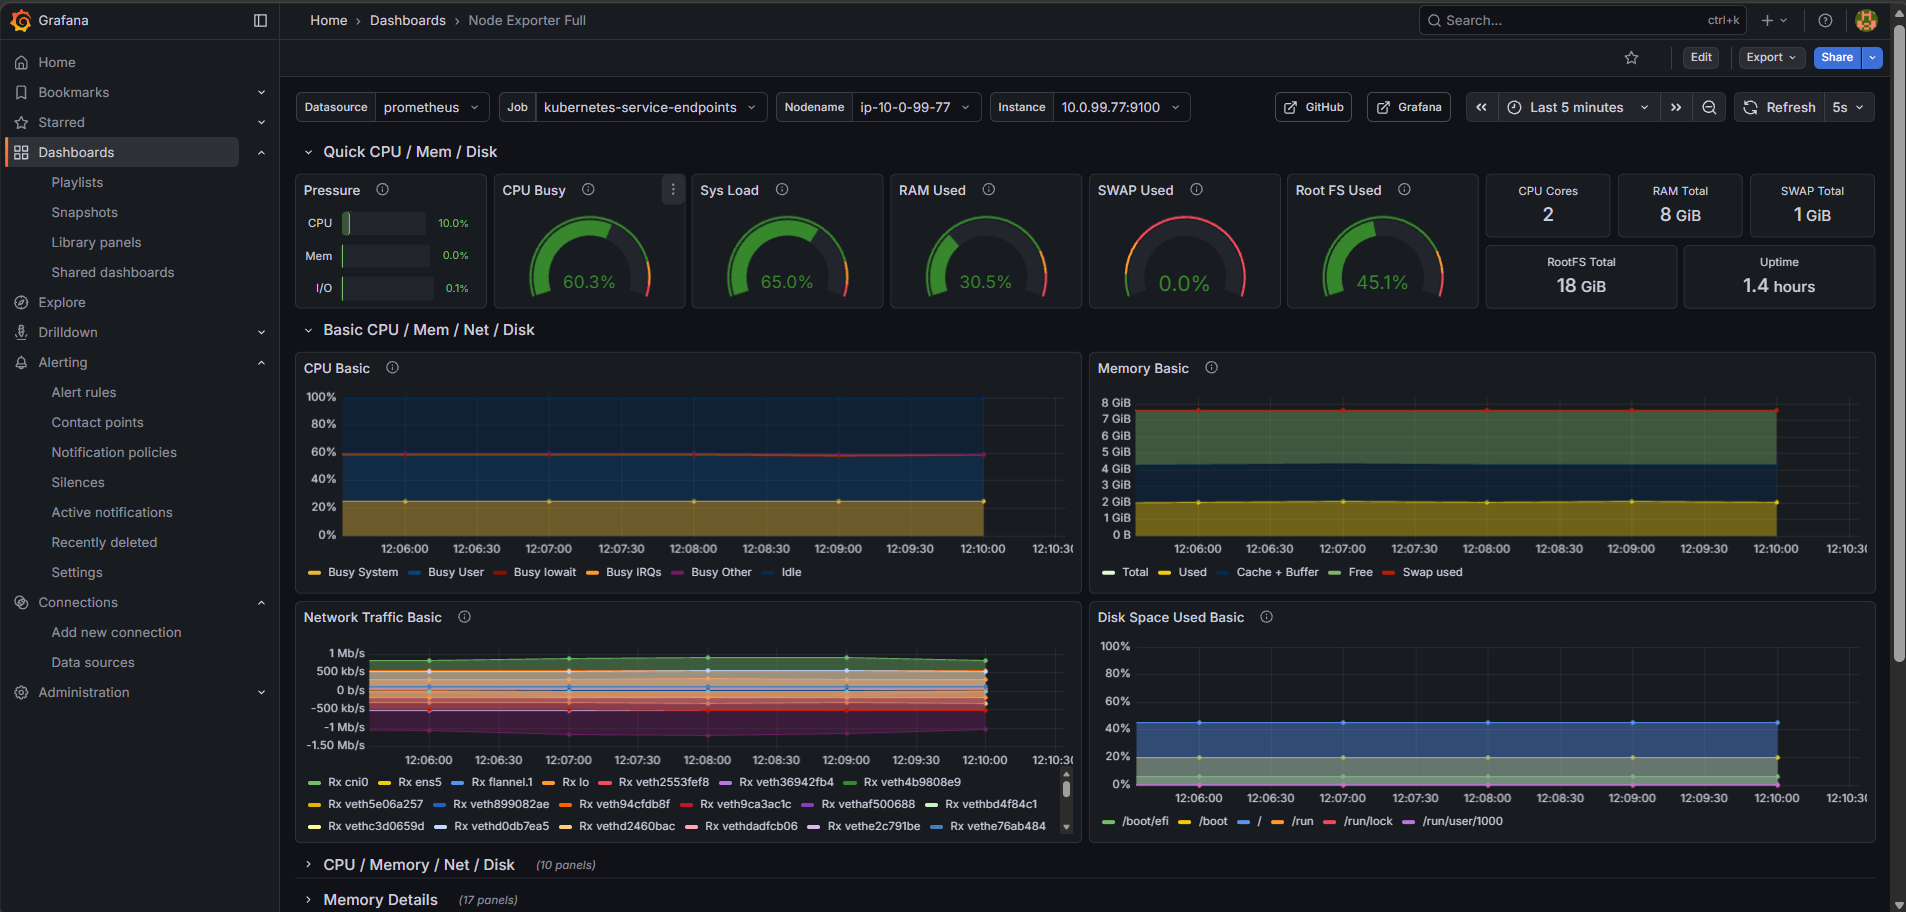 Grafana
Home › Dashboards › Node Exporter Full
Search... ctrl+k
Home
Bookmarks
Starred
Dashboards
Playlists
Snapshots
Library panels
Shared dashboards
Explore
Drilldown
Alerting
Alert rules
Contact points
Notification policies
Silences
Active notifications
Recently deleted
Settings
Connections
Add new connection
Data sources
Administration
Edit Export Share
Datasource prometheus Job kubernetes-service-endpoints Nodename ip-10-0-99-77 Instance 10.0.99.77:9100 GitHub Grafana Last 5 minutes Refresh 5s
Quick CPU / Mem / Disk
Pressure
CPU 10.0%
Mem 0.0%
I/O 0.1%
CPU Busy
60.3%
Sys Load
65.0%
RAM Used
30.5%
SWAP Used
0.0%
Root FS Used
45.1%
CPU Cores
2
RAM Total
8 GiB
SWAP Total
1 GiB
RootFS Total
18 GiB
Uptime
1.4 hours
Basic CPU / Mem / Net / Disk
CPU Basic
100%
80%
60%
40%
20%
0%
12:06:00 12:06:30 12:07:00 12:07:30 12:08:00 12:08:30 12:09:00 12:09:30 12:10:00 12:10:30
Busy System Busy User Busy Iowait Busy IRQs Busy Other Idle
Memory Basic
8 GiB
7 GiB
6 GiB
5 GiB
4 GiB
3 GiB
2 GiB
1 GiB
0 B
12:06:00 12:06:30 12:07:00 12:07:30 12:08:00 12:08:30 12:09:00 12:09:30 12:10:00 12:10:30
Total Used Cache + Buffer Free Swap used
Network Traffic Basic
1 Mb/s
500 kb/s
0 b/s
-500 kb/s
-1 Mb/s
-1.50 Mb/s
12:06:00 12:06:30 12:07:00 12:07:30 12:08:00 12:08:30 12:09:00 12:09:30 12:10:00 12:10:30
Rx cni0 Rx ens5 Rx flannel.1 Rx lo Rx veth2553fef8 Rx veth36942fb4 Rx veth4b9808e9
Rx veth5e06a257 Rx veth899082ae Rx veth94cfdb8f Rx veth9ca3ac1c Rx vethaf500688 Rx vethbd4f84c1
Rx vethc3d0659d Rx vethd0db7ea5 Rx vethd2460bac Rx vethdadfcb06 Rx vethe2c791be Rx vethe76ab484
Disk Space Used Basic
100%
80%
60%
40%
20%
0%
12:06:00 12:06:30 12:07:00 12:07:30 12:08:00 12:08:30 12:09:00 12:09:30 12:10:00 12:10:30
/boot/efi /boot / /run /run/lock /run/user/1000
CPU / Memory / Net / Disk (10 panels)
Memory Details (17 panels)